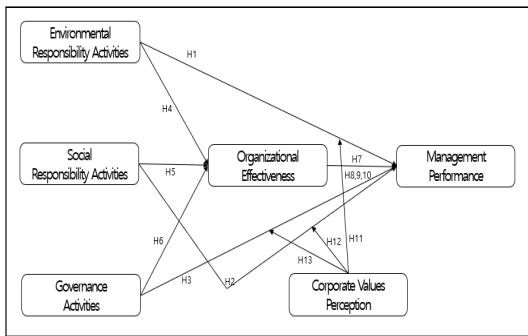 Environmental
Responsibility Activities
H1
H4
Social
Responsibility Activities
H5
Organizational
Effectiveness
H7
H8,9,10
Management
Performance
H6
H11
H12
H13
H2
H3
Governance
Activities
Corporate Values
Perception